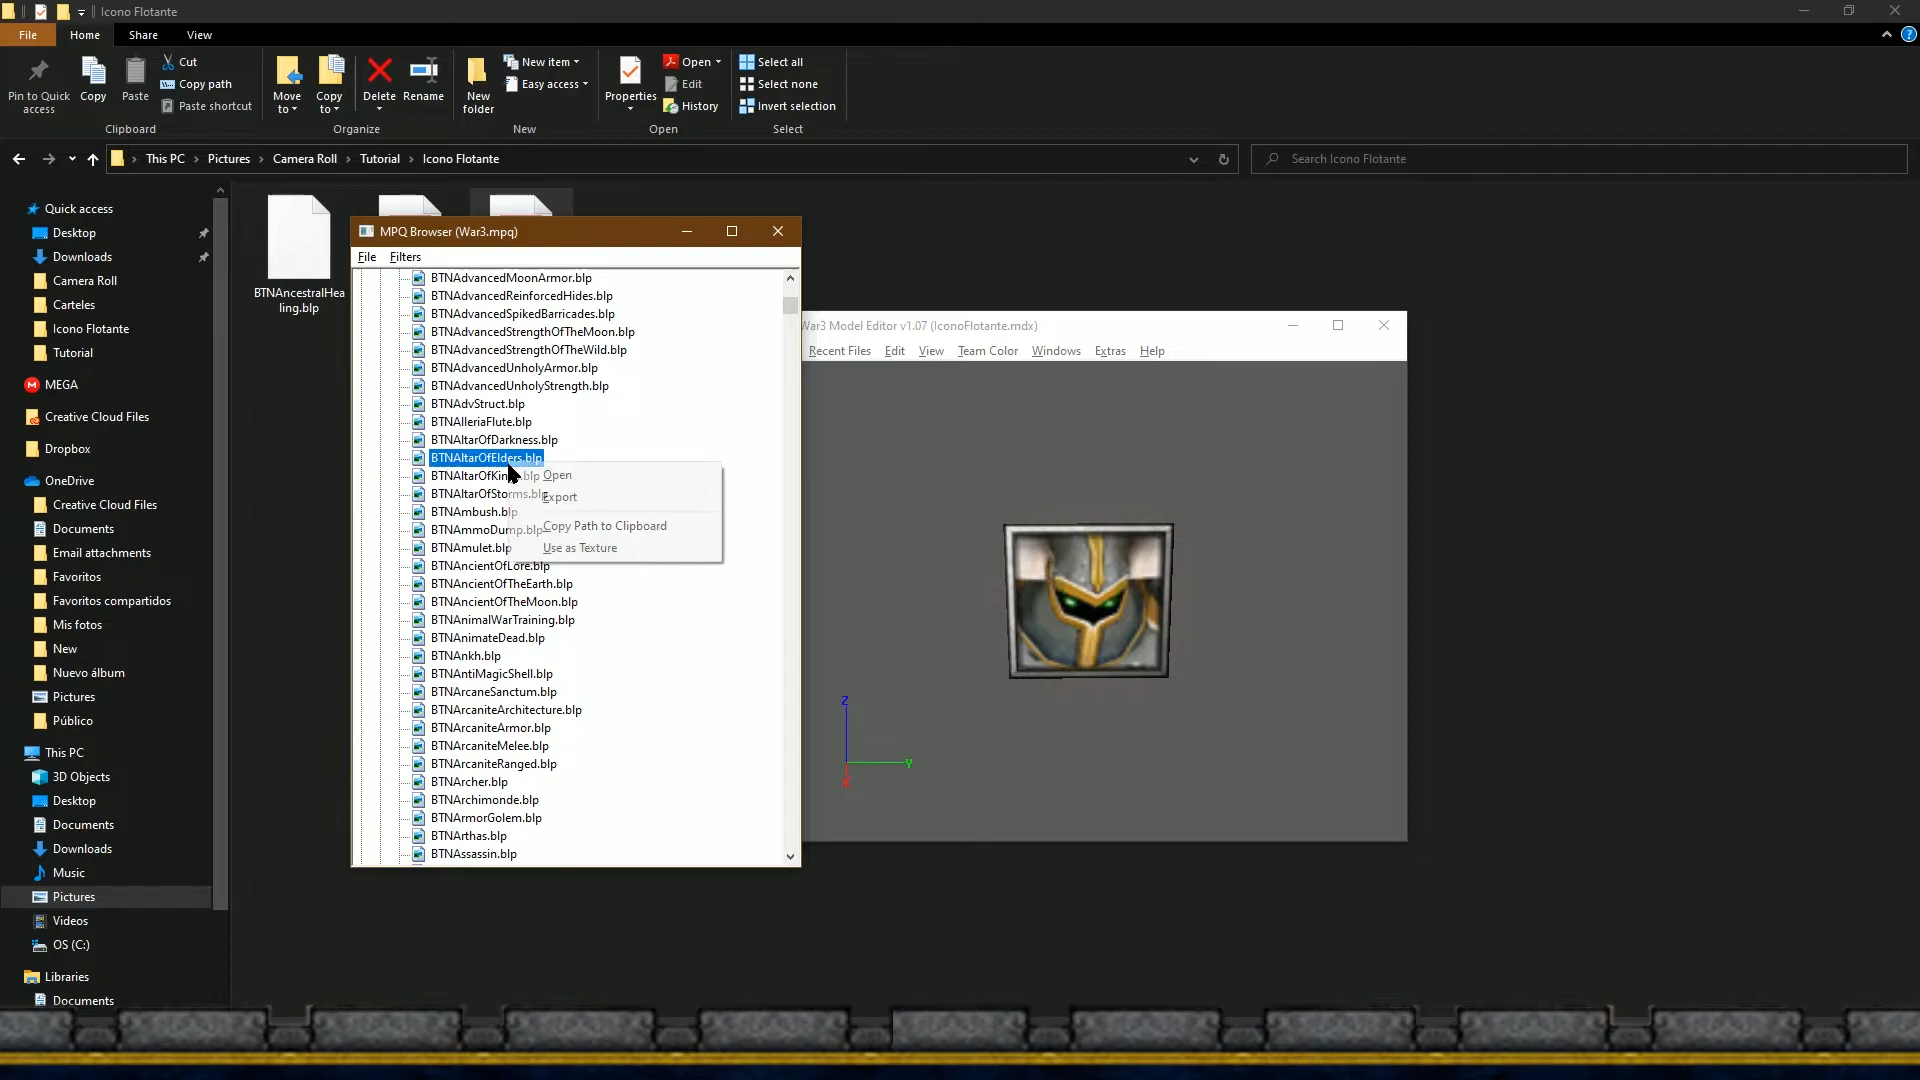 Icono Flotante
File Home Share View
Pin to Quick access
Copy
Paste
Cut
Copy path
Paste shortcut
Clipboard
Move to
Copy to
Delete
Rename
Organize
New folder
New item
Easy access
New
Properties
Open
Edit
History
Open
Select all
Select none
Invert selection
Select
This PC Pictures Camera Roll Tutorial Icono Flotante
Search Icono Flotante
Quick access
Desktop
Downloads
Camera Roll
Carteles
Icono Flotante
Tutorial
MEGA
Creative Cloud Files
Dropbox
OneDrive
Creative Cloud Files
Documents
Email attachments
Favoritos
Favoritos compartidos
Mis fotos
New
Nuevo álbum
Pictures
Público
This PC
3D Objects
Desktop
Documents
Downloads
Music
Pictures
Videos
OS (C:)
Libraries
Documents
BTNAncestralHea
ling.blp
MPQ Browser (War3.mpq)
File Filters
BTNAdvancedMoonArmor.blp
BTNAdvancedReinforcedHides.blp
BTNAdvancedSpikedBarricades.blp
BTNAdvancedStrengthOfTheMoon.blp
BTNAdvancedStrengthOfTheWild.blp
BTNAdvancedUnholyArmor.blp
BTNAdvancedUnholyStrength.blp
BTNAdvStruct.blp
BTNAlleriaFlute.blp
BTNAltarOfDarkness.blp
BTNAltarOfElders.blp
BTNAltarOfKin .blp
BTNAltarOfStorms.blp
BTNAmbush.blp
BTNAmmoDump.blp
BTNAmulet.blp
BTNAncientOfLore.blp
BTNAncientOfTheEarth.blp
BTNAncientOfTheMoon.blp
BTNAnimalWarTraining.blp
BTNAnimateDead.blp
BTNAnkh.blp
BTNAntiMagicShell.blp
BTNArcaneSanctum.blp
BTNArcaniteArchitecture.blp
BTNArcaniteArmor.blp
BTNArcaniteMelee.blp
BTNArcaniteRanged.blp
BTNArcher.blp
BTNArchimonde.blp
BTNArmorGolem.blp
BTNArthas.blp
BTNAssassin.blp
Open
Export
Copy Path to Clipboard
Use as Texture
War3 Model Editor v1.07 (IconoFlotante.mdx)
Recent Files Edit View Team Color Windows Extras Help
Z
Y
X